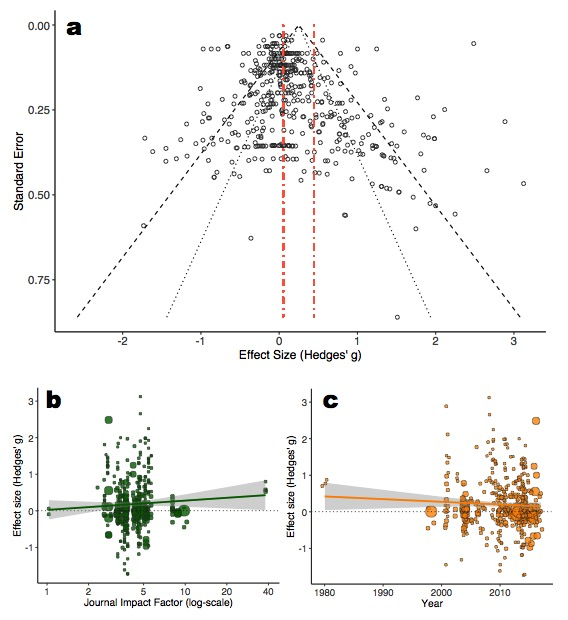 a
0.00
0.25
0.50
0.75
Standard Error
-2 -1 0 1 2 3
Effect Size (Hedges' g)
b
3
2
1
0
-1
Effect size (Hedges' g)
1 2 5 10 20 40
Journal Impact Factor (log-scale)
c
3
2
1
0
-1
Effect size (Hedges' g)
1980 1990 2000 2010
Year